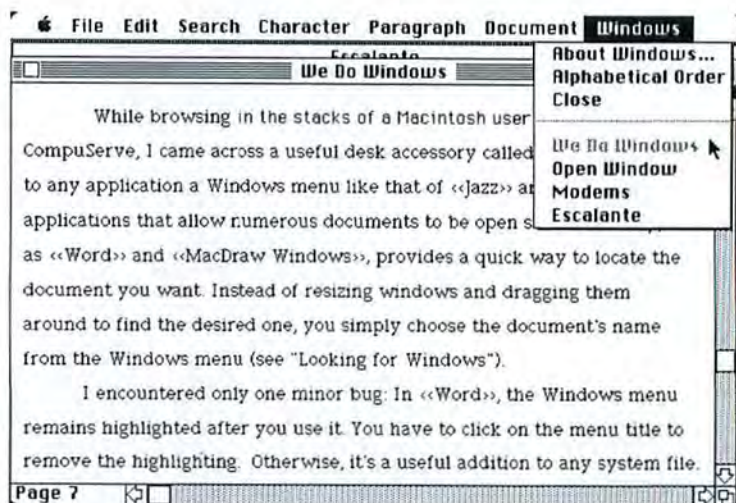 File Edit Search Character Paragraph Document Windows
Escalante
We Do Windows
About Windows...
Alphabetical Order
Close
We Do Windows
Open Window
Modems
Escalante
While browsing in the stacks of a Macintosh user
CompuServe, I came across a useful desk accessory called
to any application a Windows menu like that of ‹‹Jazz››
applications that allow numerous documents to be open
as ‹‹Word›› and ‹‹MacDraw Windows››, provides a quick way to locate the
document you want. Instead of resizing windows and dragging them
around to find the desired one, you simply choose the document's name
from the Windows menu (see "Looking for Windows").
I encountered only one minor bug: In ‹‹Word››, the Windows menu
remains highlighted after you use it. You have to click on the menu title to
remove the highlighting. Otherwise, it's a useful addition to any system file.
Page 7